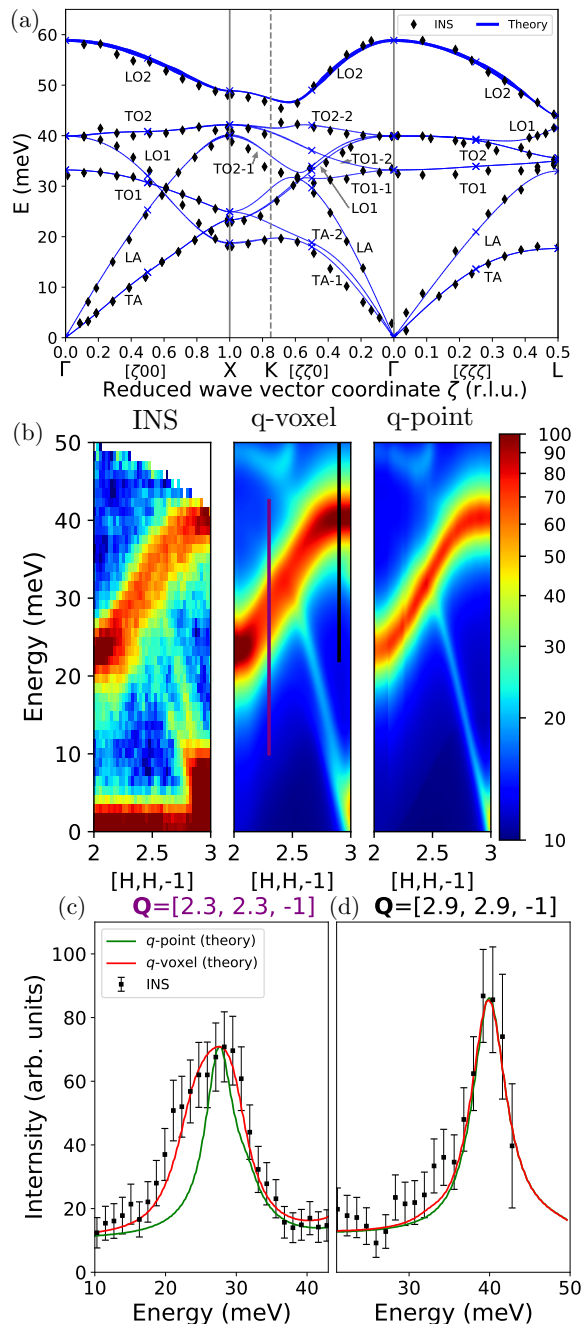 (a)
INS
Theory
60
50
40
30
20
10
0
E (meV)
LO2
LO2
LO2
TO2
TO2-2
LO1
LO1
TO2-1
TO1-2
TO2
TO1
TO1-1
TO1
LO1
LA
TA-2
LA
LA
TA
TA-1
TA
0.0 0.2 0.4 0.6 0.8 1.0 0.8 0.6 0.4 0.2 0.0 0.1 0.2 0.3 0.4 0.5
Γ [ζ00] X K [ζζ0] Γ [ζζζ] L
Reduced wave vector coordinate ζ (r.l.u.)
(b) INS q-voxel q-point
50
40
30
20
10
0
Energy (meV)
2 2.5 3 2 2.5 3 2 2.5 3
[H,H,-1] [H,H,-1] [H,H,-1]
100
90
80
70
60
50
40
30
20
10
(c) Q=[2.3, 2.3, -1] (d) Q=[2.9, 2.9, -1]
q-point (theory)
q-voxel (theory)
INS
100
80
60
40
20
0
Internsity (arb. units)
10 20 30 40 30 40 50
Energy (meV) Energy (meV)